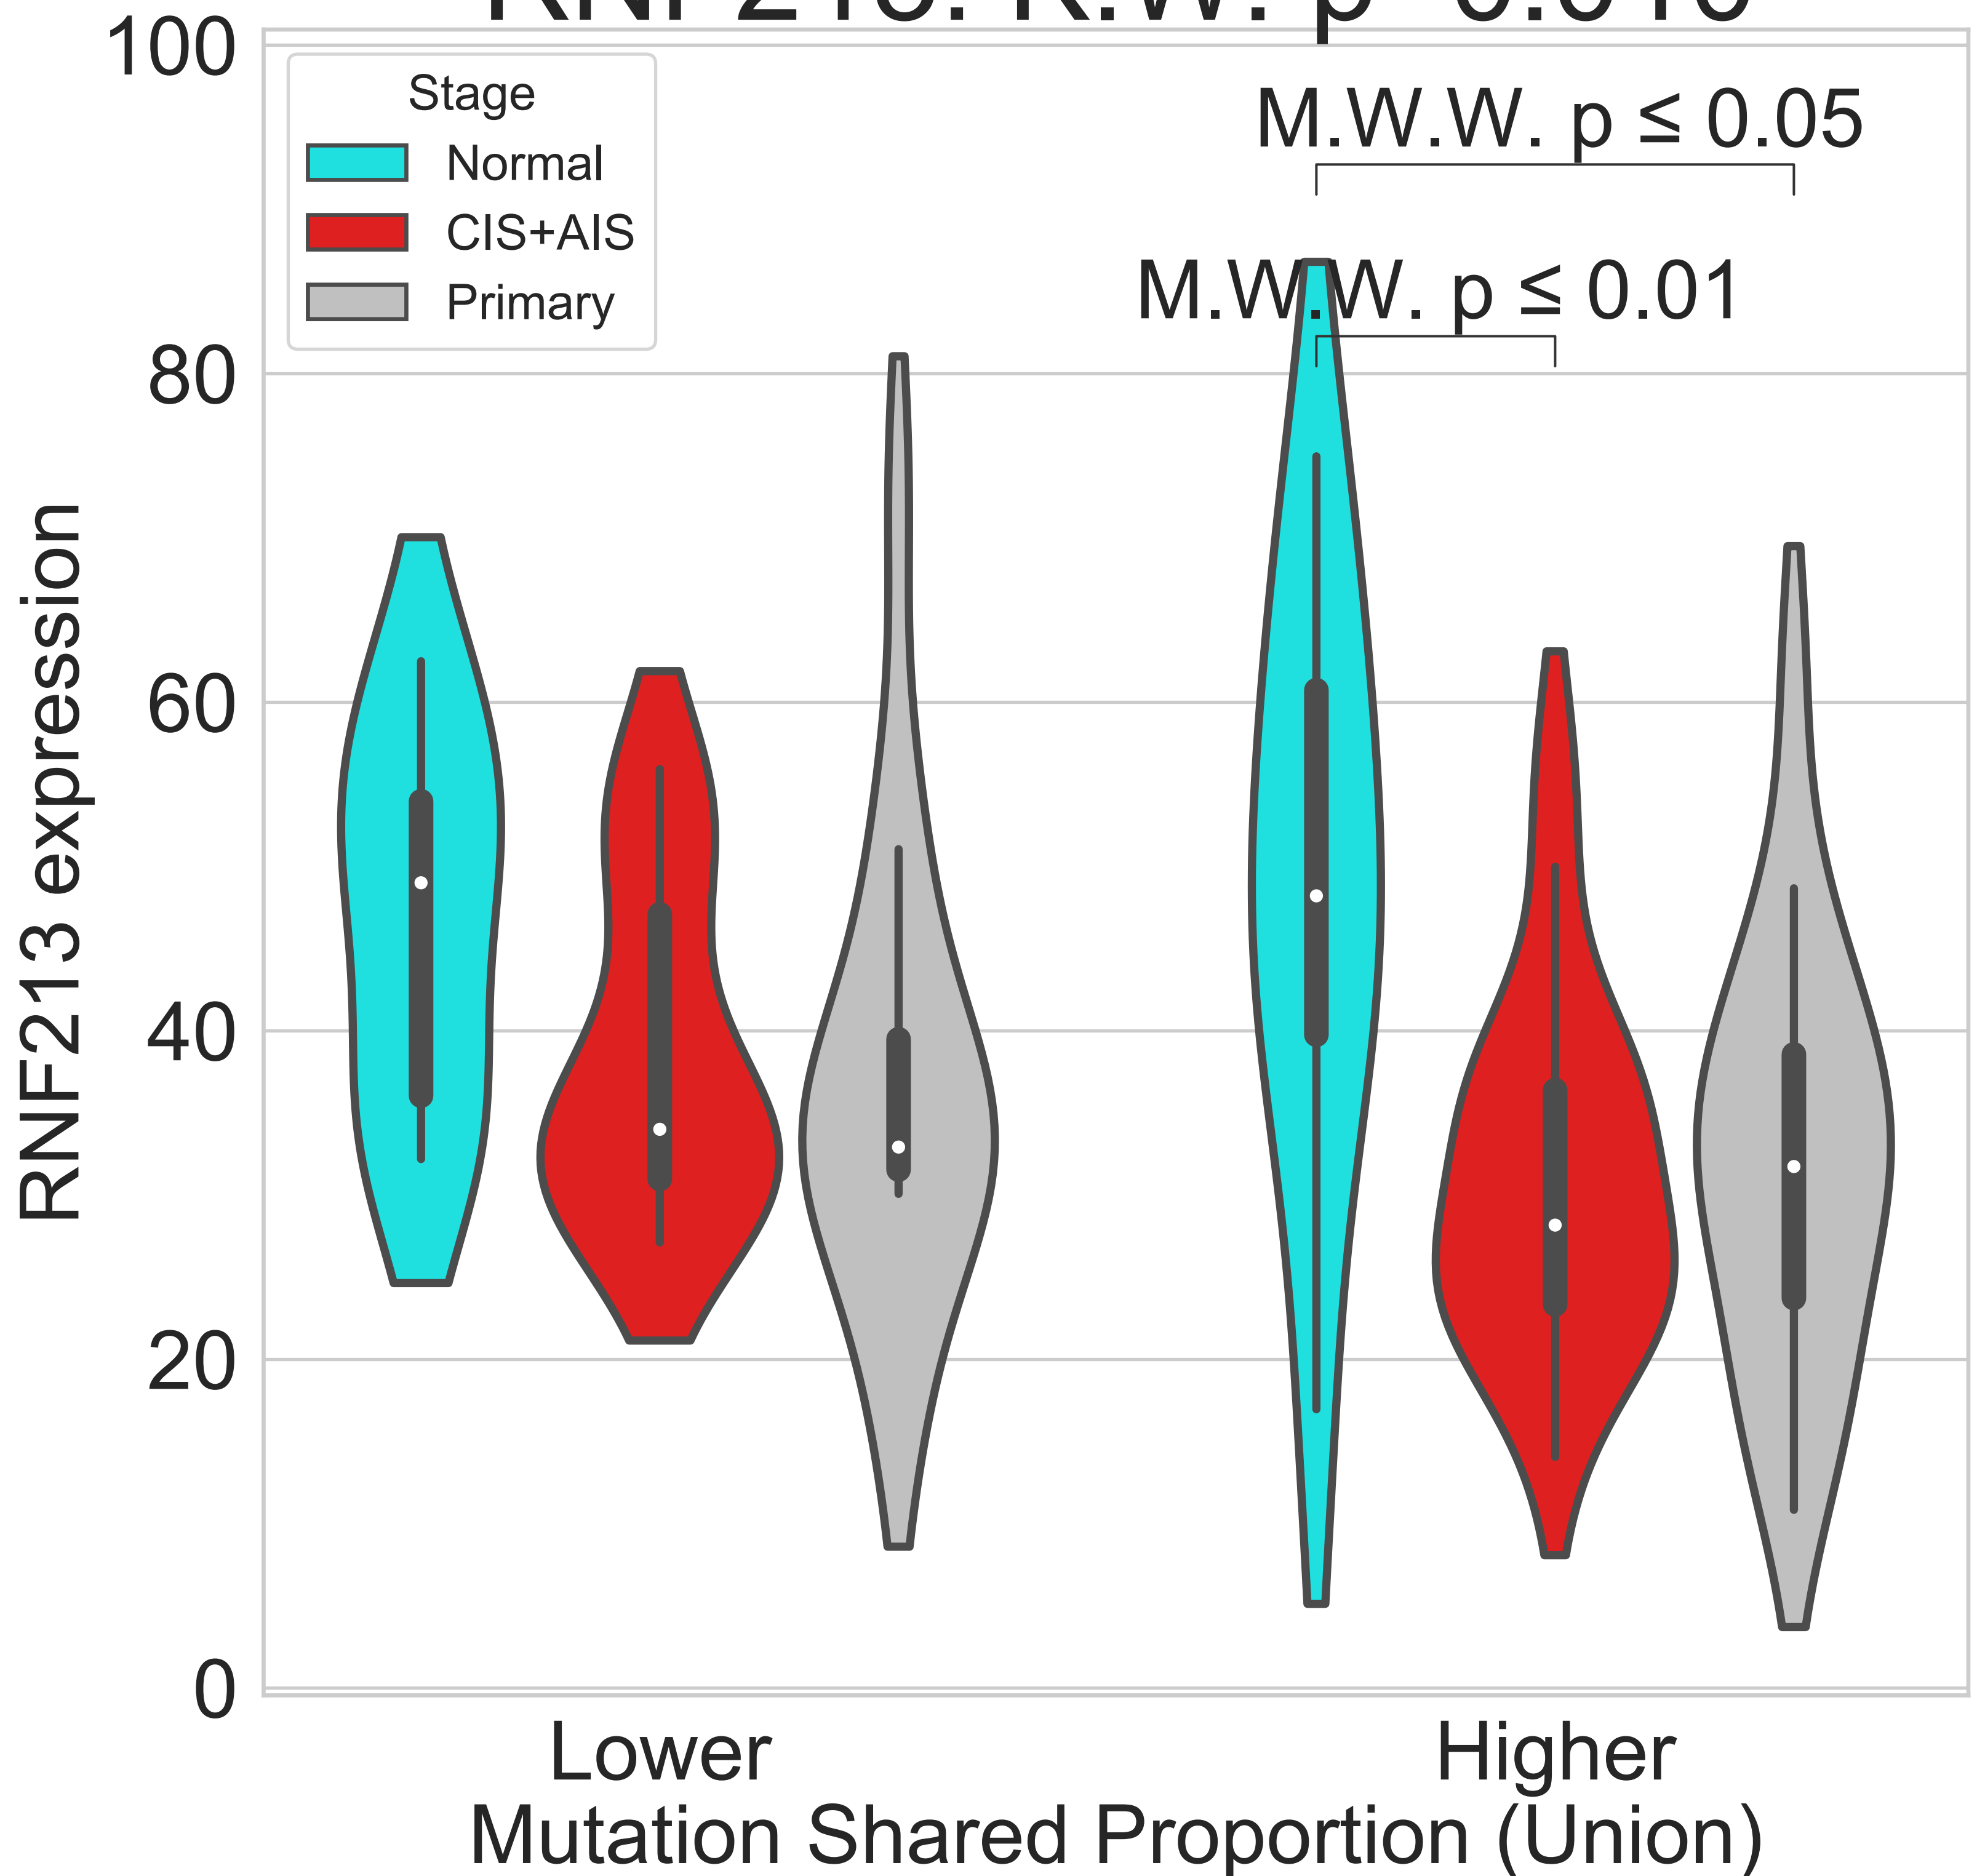 100
Stage
Normal
CIS+AIS
Primary
M.W.W. p ≤ 0.05
M.W.W. p ≤ 0.01
80
60
40
20
0
RNF213 expression
Lower
Higher
Mutation Shared Proportion (Union)